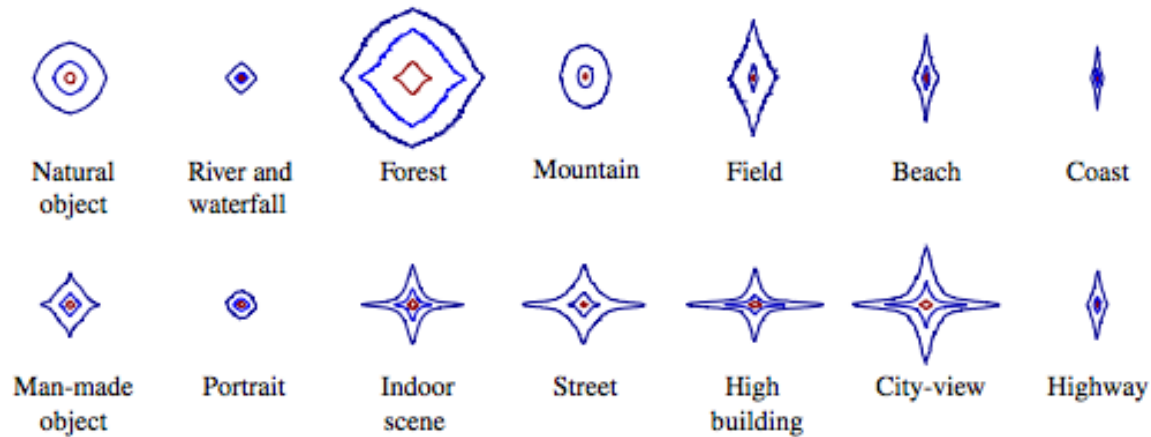 Natural object
River and waterfall
Forest
Mountain
Field
Beach
Coast
Man-made object
Portrait
Indoor scene
Street
High building
City-view
Highway